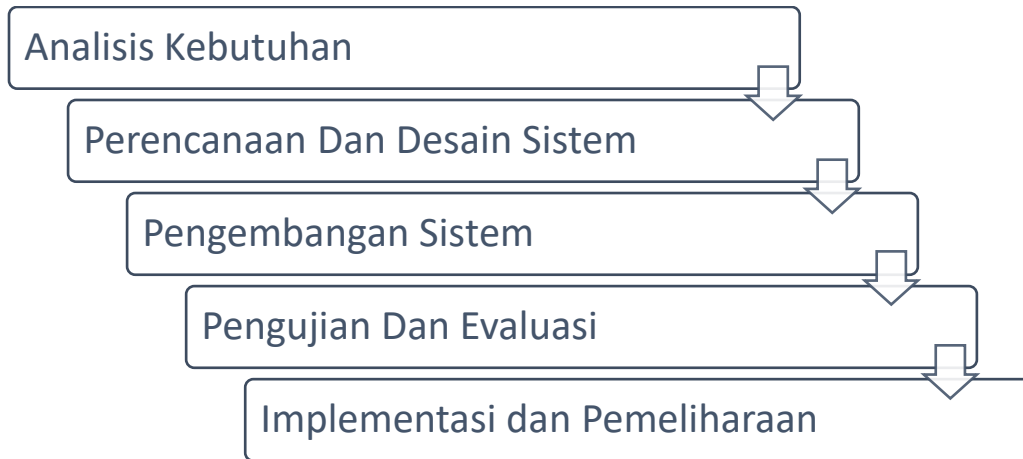 Analisis Kebutuhan
Perencanaan Dan Desain Sistem
Pengembangan Sistem
Pengujian Dan Evaluasi
Implementasi dan Pemeliharaan